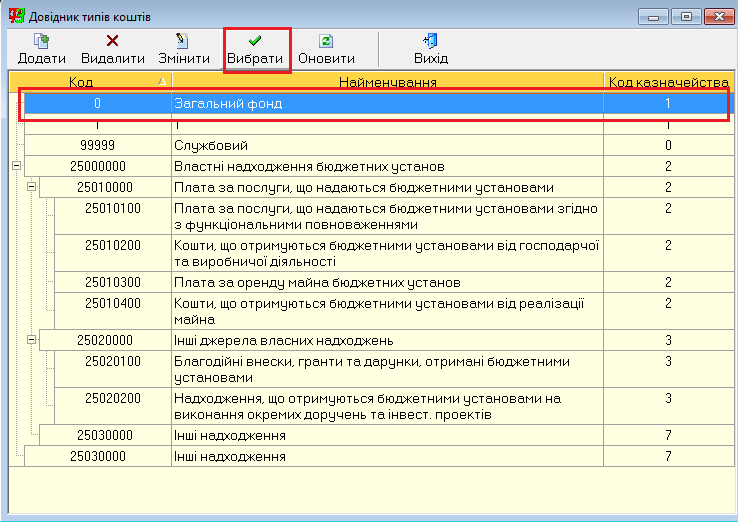 Довідник типів коштів
Додати Видалити Змінити Вибрати Оновити Вихід
Код Найменування Код казначейства
0 Загальний фонд 1
1 1 1
99999 Службовий 0
25000000 Властні надходження бюджетних установ 2
25010000 Плата за послуги, що надаються бюджетними установами 2
25010100 Плата за послуги, що надаються бюджетними установами згідно 2
з функціональними повноваженнями
25010200 Кошти, що отримуються бюджетними установами від господарчої 2
та виробничої діяльності
25010300 Плата за оренду майна бюджетних установ 2
25010400 Кошти, що отримуються бюджетними установами від реалізації 2
майна
25020000 Інші джерела власних надходжень 3
25020100 Благодійні внески, гранти та дарунки, отримані бюджетними 3
установами
25020200 Надходження, що отримуються бюджетними установами на 3
виконання окремих доручень та інвест. проектів
25030000 Інші надходження 7
25030000 Інші надходження 7